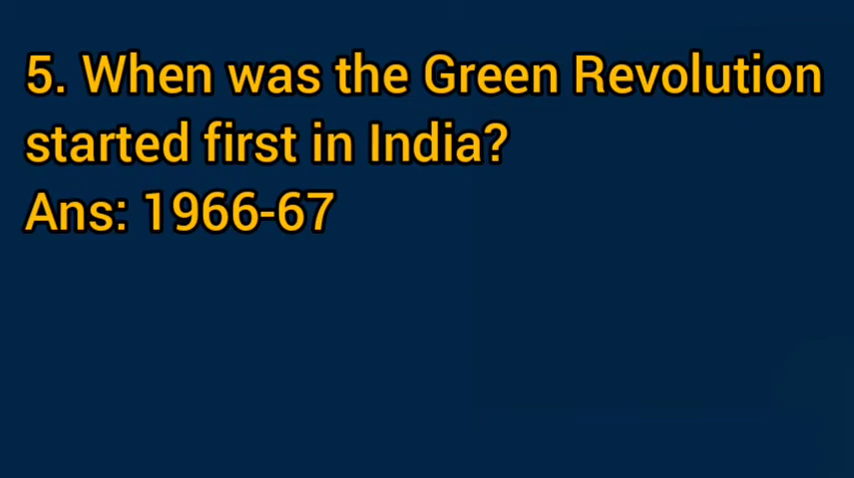 5. When was the Green Revolution
started first in India?
Ans: 1966-67